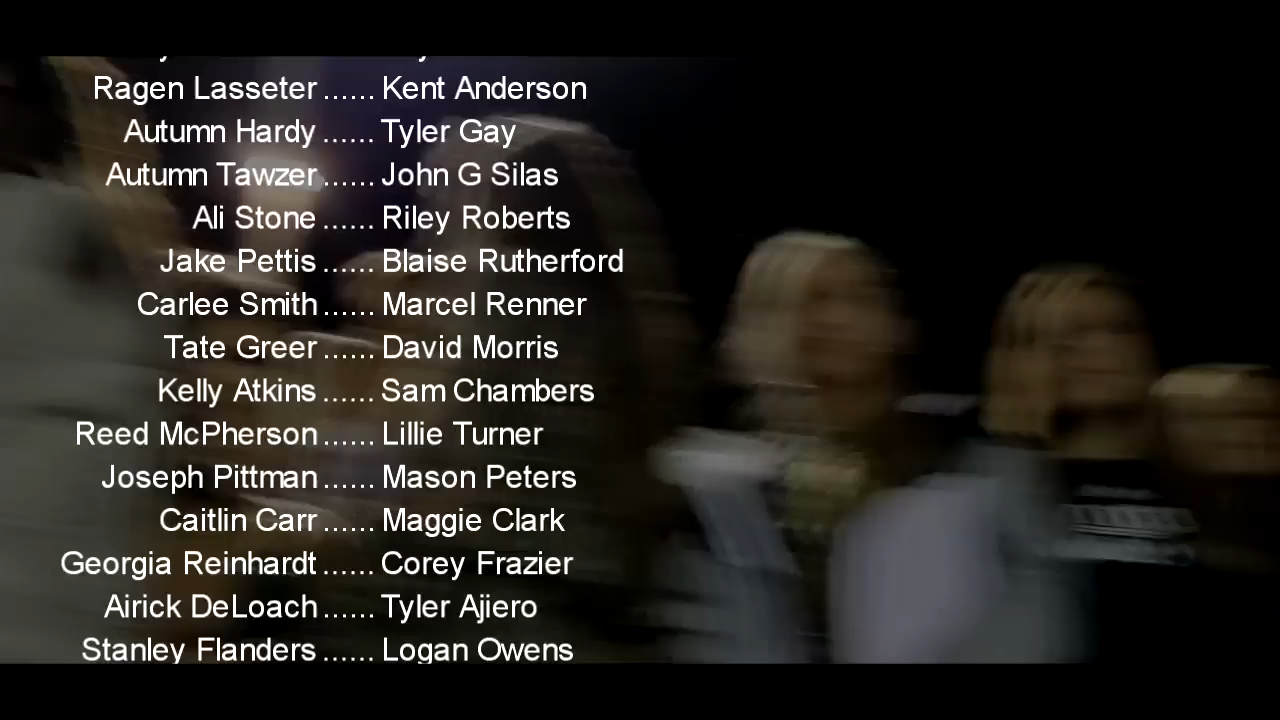 Ragen Lasseter ...... Kent Anderson
Autumn Hardy ...... Tyler Gay
Autumn Tawzer ...... John G Silas
Ali Stone ...... Riley Roberts
Jake Pettis ...... Blaise Rutherford
Carlee Smith ...... Marcel Renner
Tate Greer ...... David Morris
Kelly Atkins ...... Sam Chambers
Reed McPherson ...... Lillie Turner
Joseph Pittman ...... Mason Peters
Caitlin Carr ...... Maggie Clark
Georgia Reinhardt ...... Corey Frazier
Airick DeLoach ...... Tyler Ajiero
Stanley Flanders ...... Logan Owens